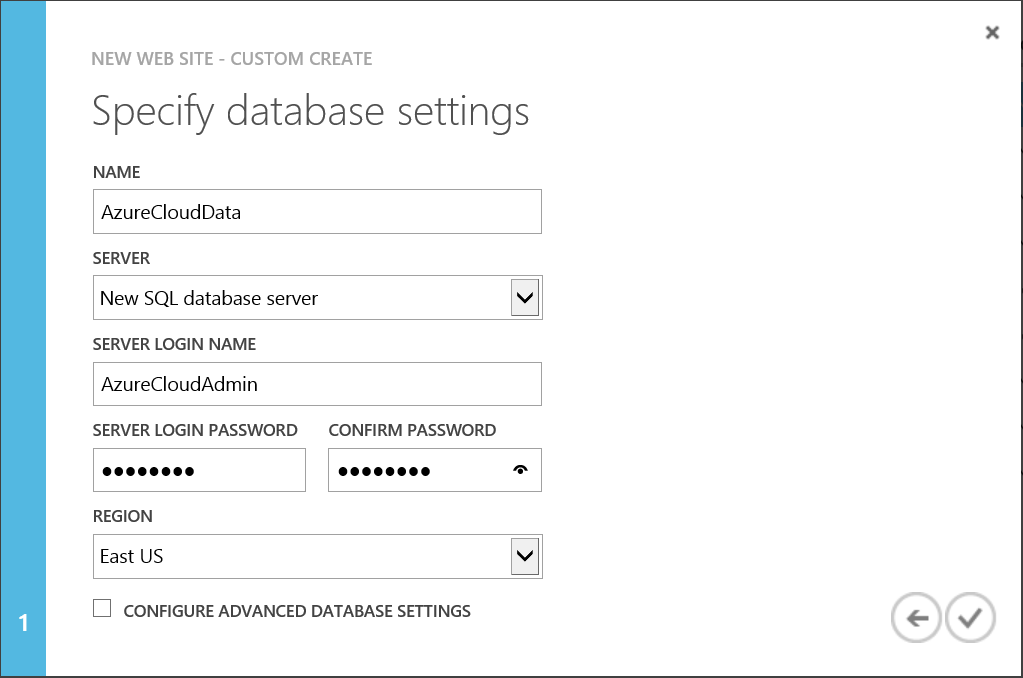 NEW WEB SITE - CUSTOM CREATE
Specify database settings
NAME
AzureCloudData
SERVER
New SQL database server
SERVER LOGIN NAME
AzureCloudAdmin
SERVER LOGIN PASSWORD CONFIRM PASSWORD
●●●●●●●● ●●●●●●●●
REGION
East US
CONFIGURE ADVANCED DATABASE SETTINGS
1